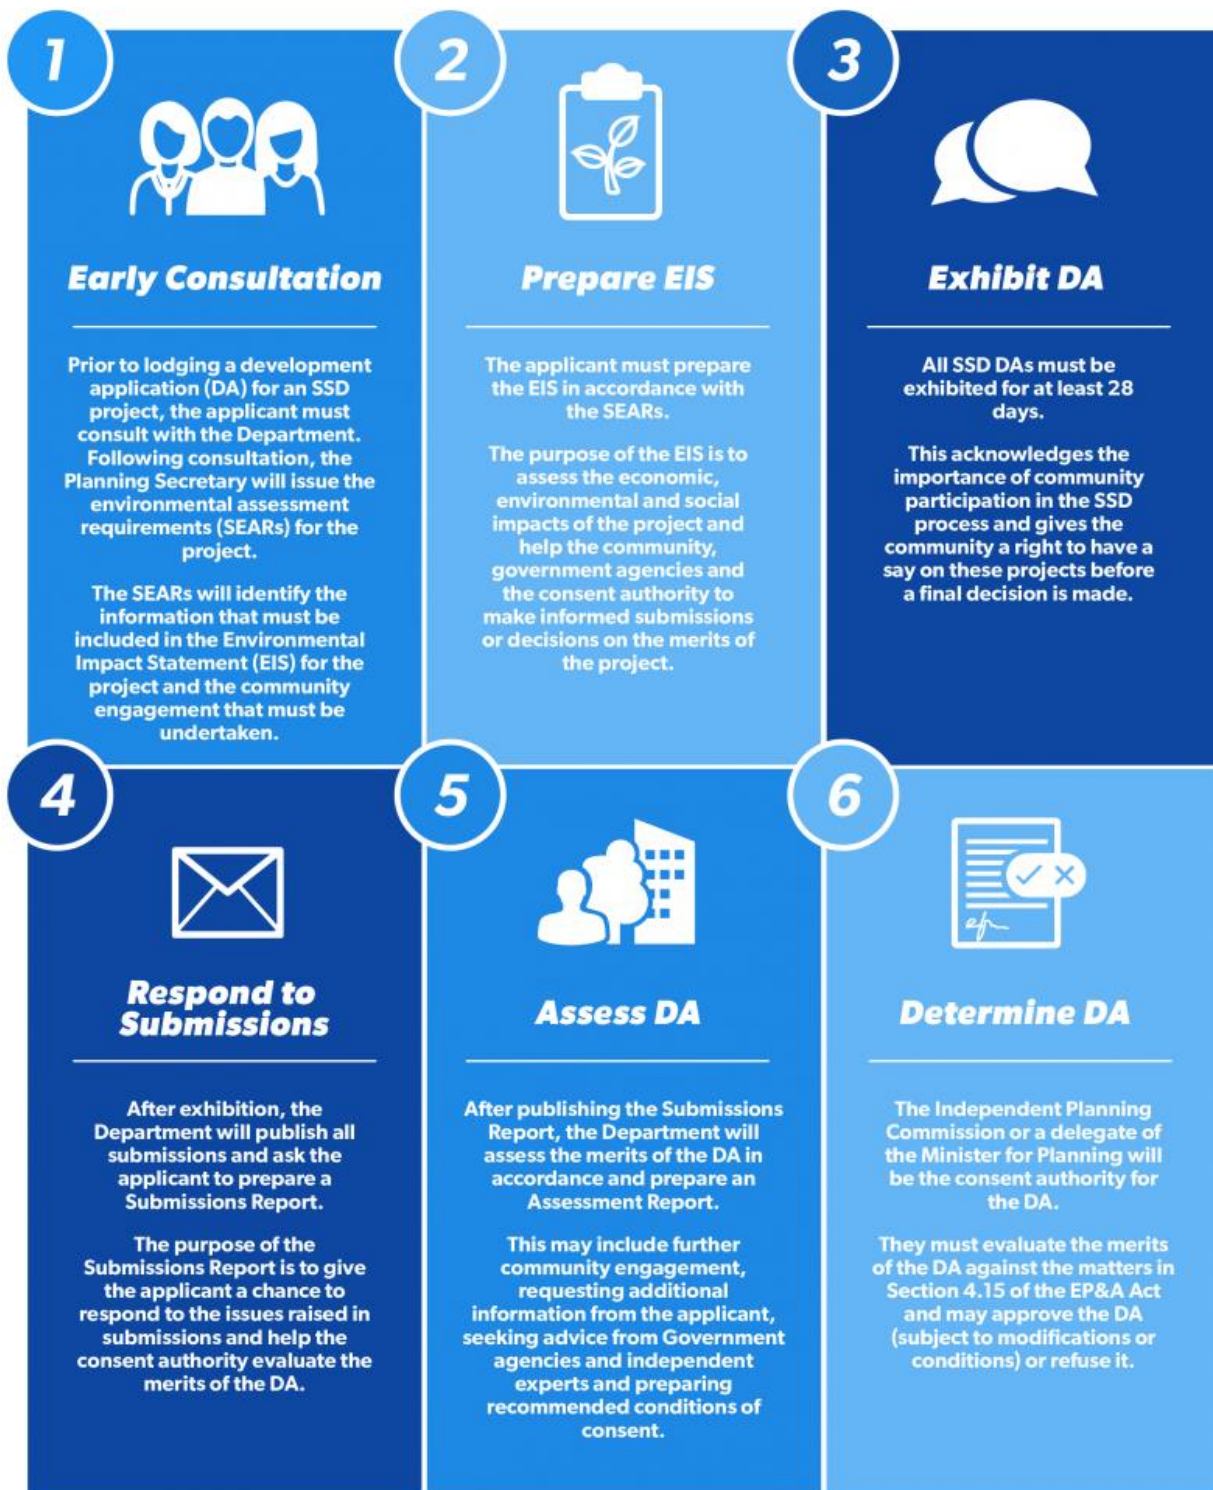 1
Early Consultation
Prior to lodging a development
application (DA) for an SSD
project, the applicant must
consult with the Department.
Following consultation, the
Planning Secretary will issue the
environmental assessment
requirements (SEARs) for the
project.
The SEARs will identify the
information that must be
included in the Environmental
Impact Statement (EIS) for the
project and the community
engagement that must be
undertaken.
2
Prepare EIS
The applicant must prepare
the EIS in accordance with
the SEARs.
The purpose of the EIS is to
assess the economic,
environmental and social
impacts of the project and
help the community,
government agencies and
the consent authority to
make informed submissions
or decisions on the merits of
the project.
3
Exhibit DA
All SSD DAs must be
exhibited for at least 28
days.
This acknowledges the
importance of community
participation in the SSD
process and gives the
community a right to have a
say on these projects before
a final decision is made.
4
Respond to
Submissions
After exhibition, the
Department will publish all
submissions and ask the
applicant to prepare a
Submissions Report.
The purpose of the
Submissions Report is to give
the applicant a chance to
respond to the issues raised in
submissions and help the
consent authority evaluate the
merits of the DA.
5
Assess DA
After publishing the Submissions
Report, the Department will
assess the merits of the DA in
accordance and prepare an
Assessment Report.
This may include further
community engagement,
requesting additional
information from the applicant,
seeking advice from Government
agencies and independent
experts and preparing
recommended conditions of
consent.
6
Determine DA
The Independent Planning
Commission or a delegate of
the Minister for Planning will
be the consent authority for
the DA.
They must evaluate the merits
of the DA against the matters in
Section 4.15 of the EP&A Act
and may approve the DA
(subject to modifications or
conditions) or refuse it.